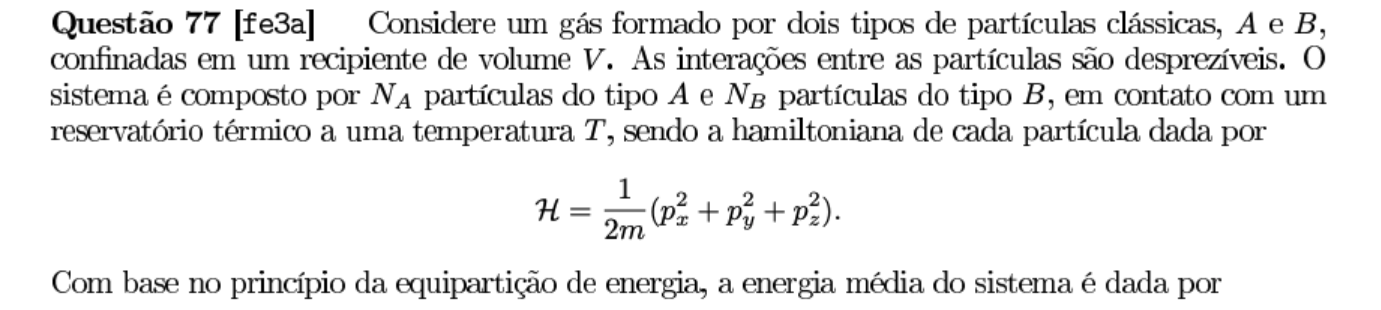 Questão 77 [fe3a] Considere um gás formado por dois tipos de partículas clássicas, A e B,
confinadas em um recipiente de volume V. As interações entre as partículas são desprezíveis. O
sistema é composto por N_A partículas do tipo A e N_B partículas do tipo B, em contato com um
reservatório térmico a uma temperatura T, sendo a hamiltoniana de cada partícula dada por
ℋ = \frac{1}{2m}(p_x^2 + p_y^2 + p_z^2).
Com base no princípio da equipartição de energia, a energia média do sistema é dada por